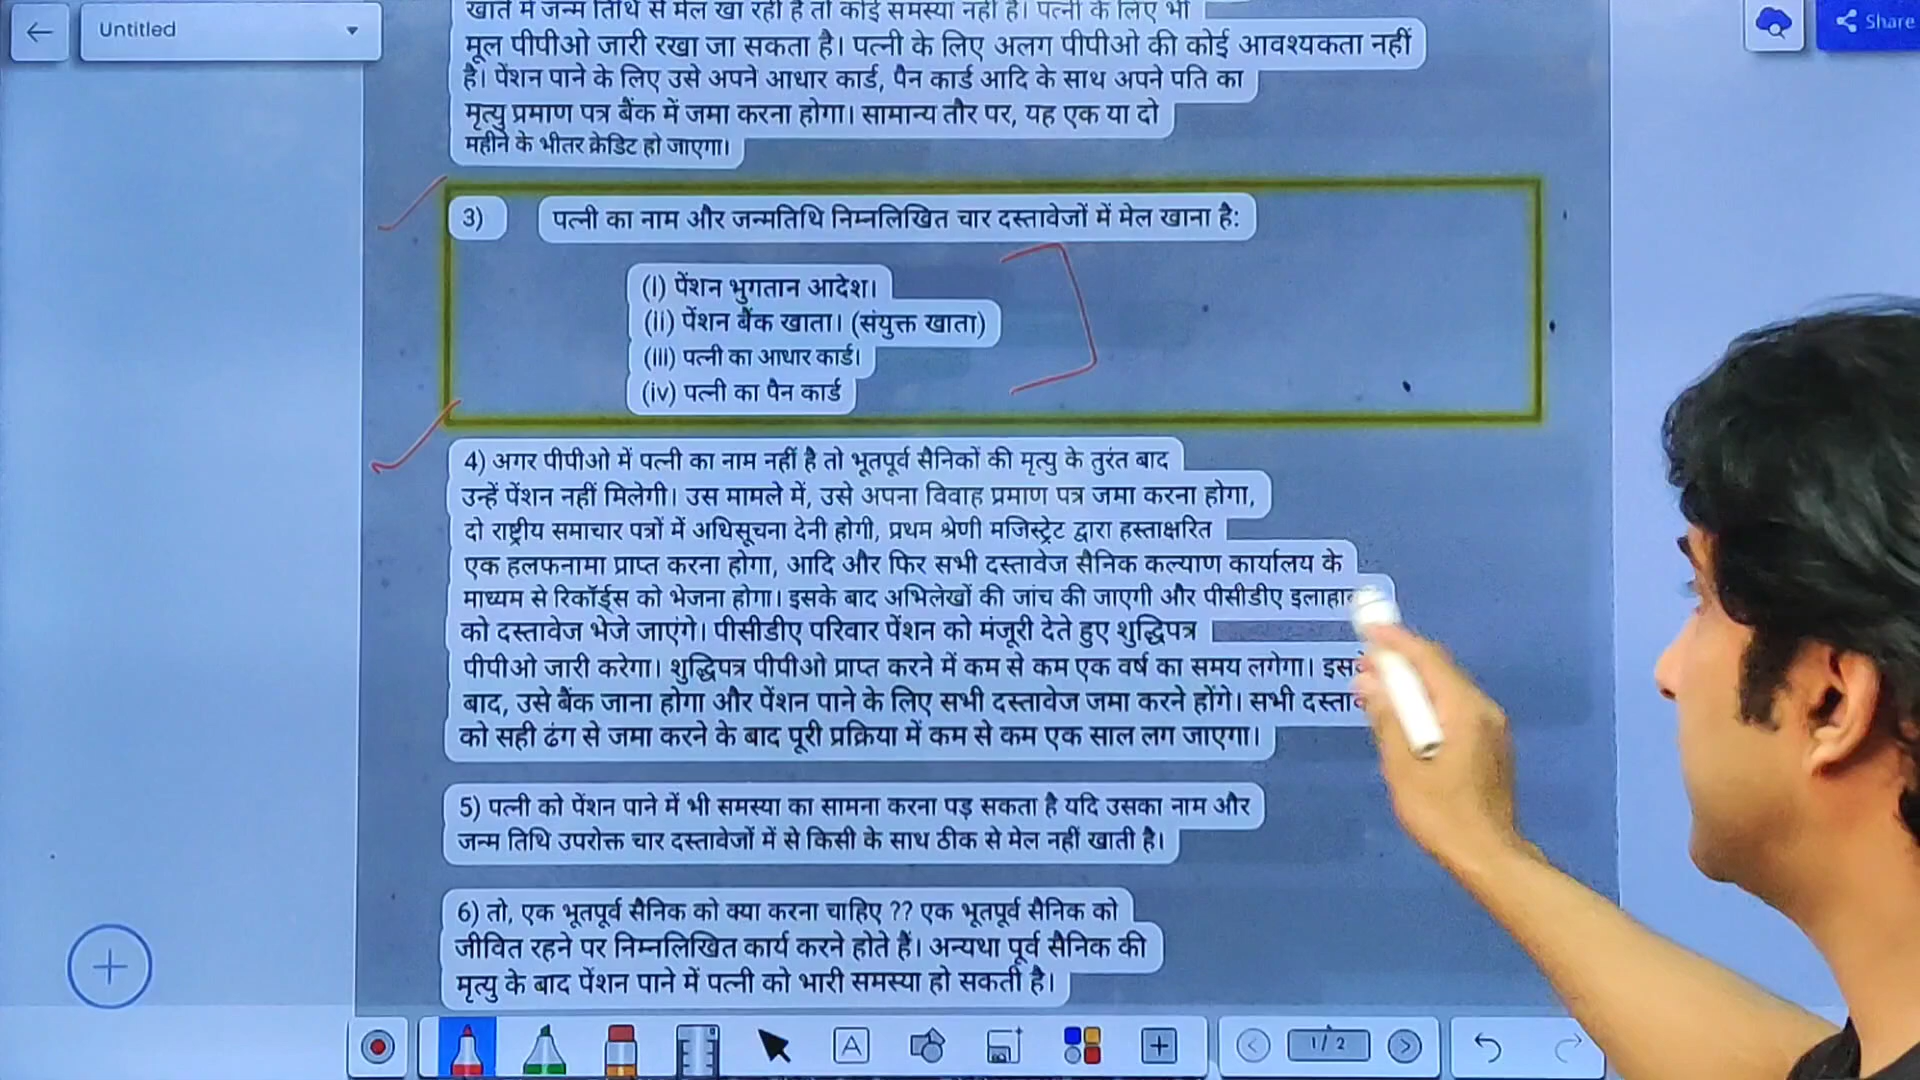 Untitled
Share
खाते में जन्म तिथि से मेल खा रही है तो कोई समस्या नहीं है। पत्नी के लिए भी
मूल पीपीओ जारी रखा जा सकता है। पत्नी के लिए अलग पीपीओ की कोई आवश्यकता नहीं
है। पेंशन पाने के लिए उसे अपने आधार कार्ड, पैन कार्ड आदि के साथ अपने पति का
मृत्यु प्रमाण पत्र बैंक में जमा करना होगा। सामान्य तौर पर, यह एक या दो
महीने के भीतर क्रेडिट हो जाएगा।
3) पत्नी का नाम और जन्मतिथि निम्नलिखित चार दस्तावेजों में मेल खाना है:
(i) पेंशन भुगतान आदेश।
(ii) पेंशन बैंक खाता। (संयुक्त खाता)
(iii) पत्नी का आधार कार्ड।
(iv) पत्नी का पैन कार्ड
4) अगर पीपीओ में पत्नी का नाम नहीं है तो भूतपूर्व सैनिकों की मृत्यु के तुरंत बाद
उन्हें पेंशन नहीं मिलेगी। उस मामले में, उसे अपना विवाह प्रमाण पत्र जमा करना होगा,
दो राष्ट्रीय समाचार पत्रों में अधिसूचना देनी होगी, प्रथम श्रेणी मजिस्ट्रेट द्वारा हस्ताक्षरित
एक हलफनामा प्राप्त करना होगा, आदि और फिर सभी दस्तावेज सैनिक कल्याण कार्यालय के
माध्यम से रिकॉर्ड्स को भेजना होगा। इसके बाद अभिलेखों की जांच की जाएगी और पीसीडीए
को दस्तावेज भेजे जाएंगे। पीसीडीए परिवार पेंशन को मंजूरी देते हुए शुद्धिपत्र
पीपीओ जारी करेगा। शुद्धिपत्र पीपीओ प्राप्त करने में कम से कम एक वर्ष का समय लगेगा।
बाद, उसे बैंक जाना होगा और पेंशन पाने के लिए सभी दस्तावेज जमा करने होंगे। सभी
को सही ढंग से जमा करने के बाद पूरी प्रक्रिया में कम से कम एक साल लग जाएगा।
5) पत्नी को पेंशन पाने में भी समस्या का सामना करना पड़ सकता है यदि उसका नाम और
जन्म तिथि उपरोक्त चार दस्तावेजों में से किसी के साथ ठीक से मेल नहीं खाती है।
6) तो, एक भूतपूर्व सैनिक को क्या करना चाहिए ?? एक भूतपूर्व सैनिक को
जीवित रहने पर निम्नलिखित कार्य करने होते हैं। अन्यथा पूर्व सैनिक की
मृत्यु के बाद पेंशन पाने में पत्नी को भारी समस्या हो सकती है।
A
1/2